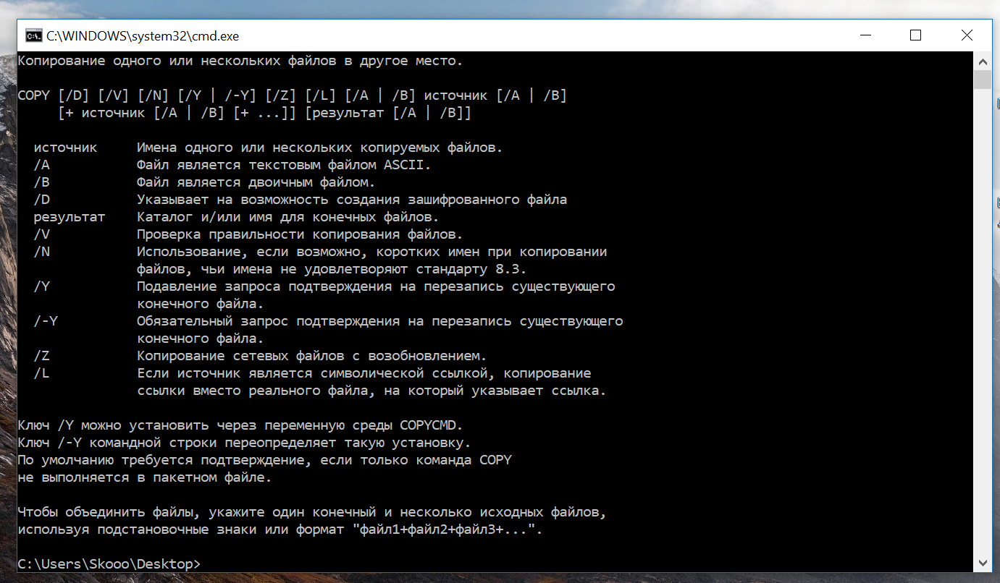 C:\WINDOWS\system32\cmd.exe
Копирование одного или нескольких файлов в другое место.
COPY [/D] [/V] [/N] [/Y | /-Y] [/Z] [/L] [/A | /B] источник [/A | /B]
[+ источник [/A | /B] [+ ...]] [результат [/A | /B]]
источник Имена одного или нескольких копируемых файлов.
/A Файл является текстовым файлом ASCII.
/B Файл является двоичным файлом.
/D Указывает на возможность создания зашифрованного файла
результат Каталог и/или имя для конечных файлов.
/V Проверка правильности копирования файлов.
/N Использование, если возможно, коротких имен при копировании
файлов, чьи имена не удовлетворяют стандарту 8.3.
/Y Подавление запроса подтверждения на перезапись существующего
конечного файла.
/-Y Обязательный запрос подтверждения на перезапись существующего
конечного файла.
/Z Копирование сетевых файлов с возобновлением.
/L Если источник является символической ссылкой, копирование
ссылки вместо реального файла, на который указывает ссылка.
Ключ /Y можно установить через переменную среды COPYCMD.
Ключ /-Y командной строки переопределяет такую установку.
По умолчанию требуется подтверждение, если только команда COPY
не выполняется в пакетном файле.
Чтобы объединить файлы, укажите один конечный и несколько исходных файлов,
используя подстановочные знаки или формат "файл1+файл2+файл3+...".
C:\Users\Skooo\Desktop>